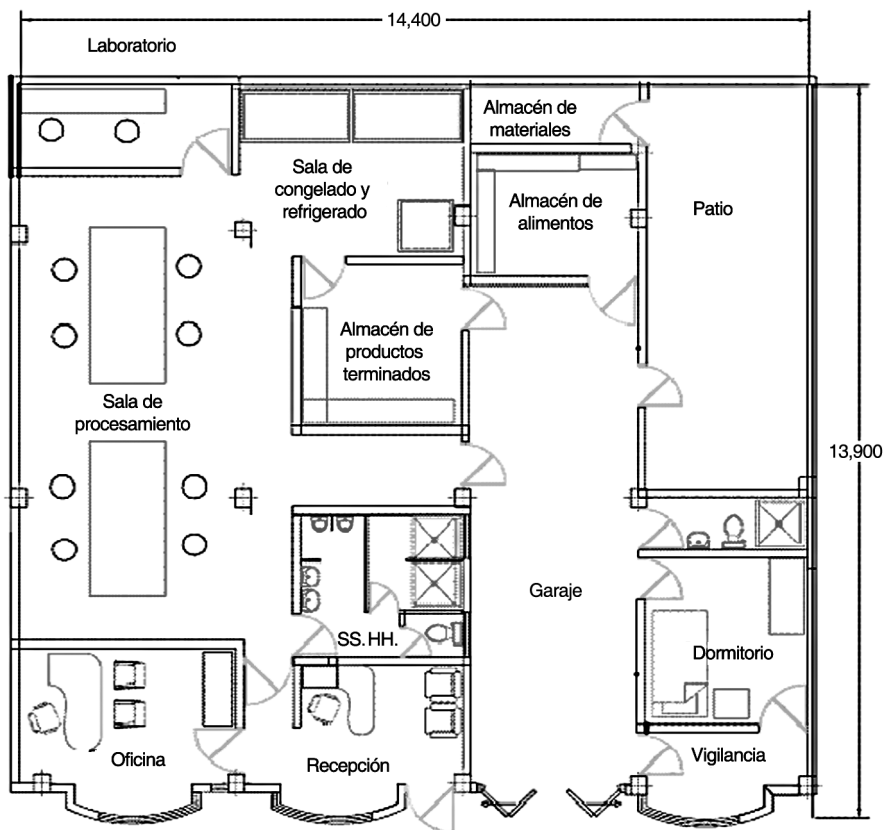 14,400
Laboratorio
Almacén de
materiales
Sala de
congelado y
refrigerado
Almacén de
alimentos
Patio
Almacén de
productos
terminados
Sala de
procesamiento
13,900
Garaje
SS. HH.
Dormitorio
Oficina
Recepción
Vigilancia